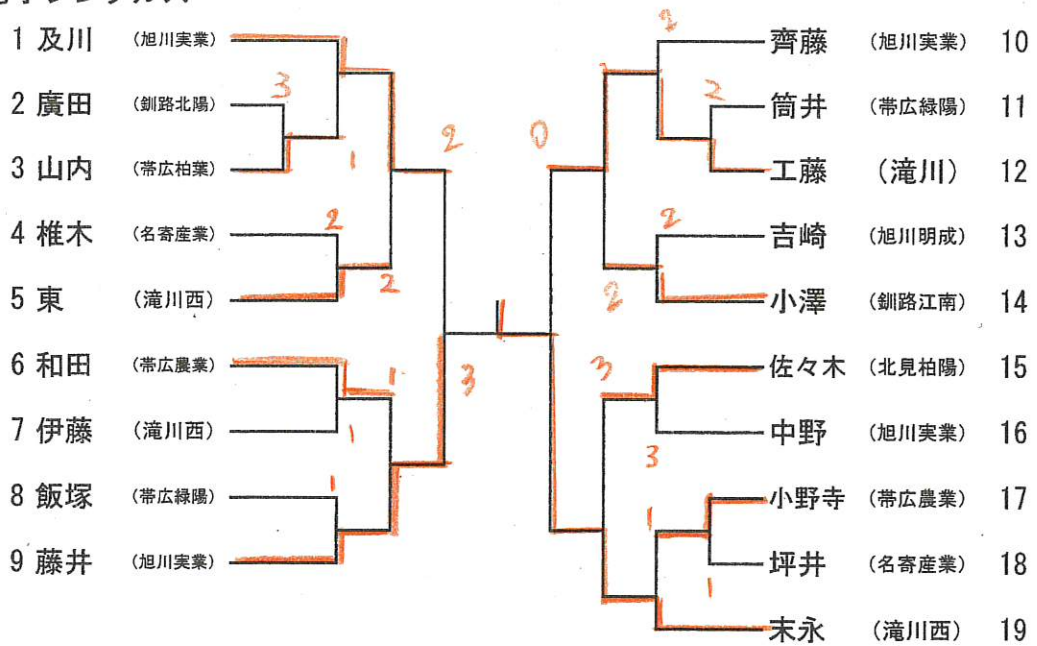 1 及川 (旭川実業)
2 廣田 (釧路北陽)
3 山内 (帯広柏葉)
4 椎木 (名寄産業)
5 東 (滝川西)
6 和田 (帯広農業)
7 伊藤 (滝川西)
8 飯塚 (帯広緑陽)
9 藤井 (旭川実業)
3
1
2
2
2
1
1
1
3
齊藤 (旭川実業) 10
筒井 (帯広緑陽) 11
工藤 (滝川) 12
吉崎 (旭川明成) 13
小澤 (釧路江南) 14
佐々木 (北見柏陽) 15
中野 (旭川実業) 16
小野寺 (帯広農業) 17
坪井 (名寄産業) 18
末永 (滝川西) 19
2
2
0
2
2
3
3
1
1